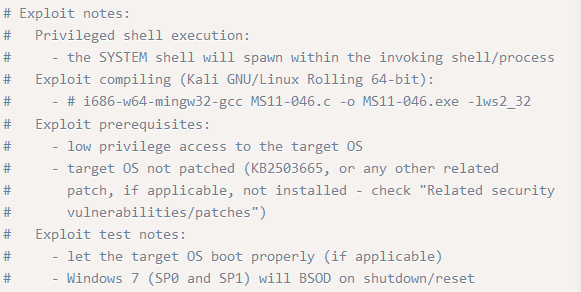 # Exploit notes:
#   Privileged shell execution:
#     - the SYSTEM shell will spawn within the invoking shell/process
#   Exploit compiling (Kali GNU/Linux Rolling 64-bit):
#     - # i686-w64-mingw32-gcc MS11-046.c -o MS11-046.exe -lws2_32
#   Exploit prerequisites:
#     - low privilege access to the target OS
#     - target OS not patched (KB2503665, or any other related
#       patch, if applicable, not installed - check "Related security
#       vulnerabilities/patches")
#   Exploit test notes:
#     - let the target OS boot properly (if applicable)
#     - Windows 7 (SP0 and SP1) will BSOD on shutdown/reset